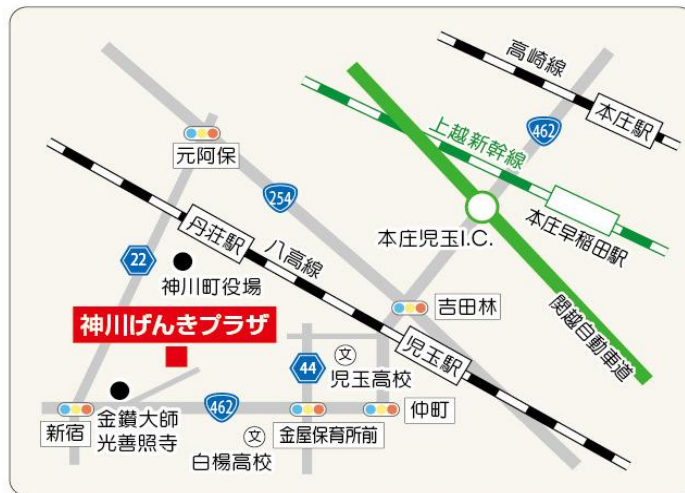 高崎線
本庄駅
462
上越新幹線
元阿保
254
本庄早稲田駅
本庄児玉I.C.
丹荘駅
八高線
22
神川町役場
関越自動車道
吉田林
神川げんきプラザ
児玉駅
44
文
児玉高校
462
新宿
金鑚大師
光善照寺
文
白楊高校
金屋保育所前
仲町